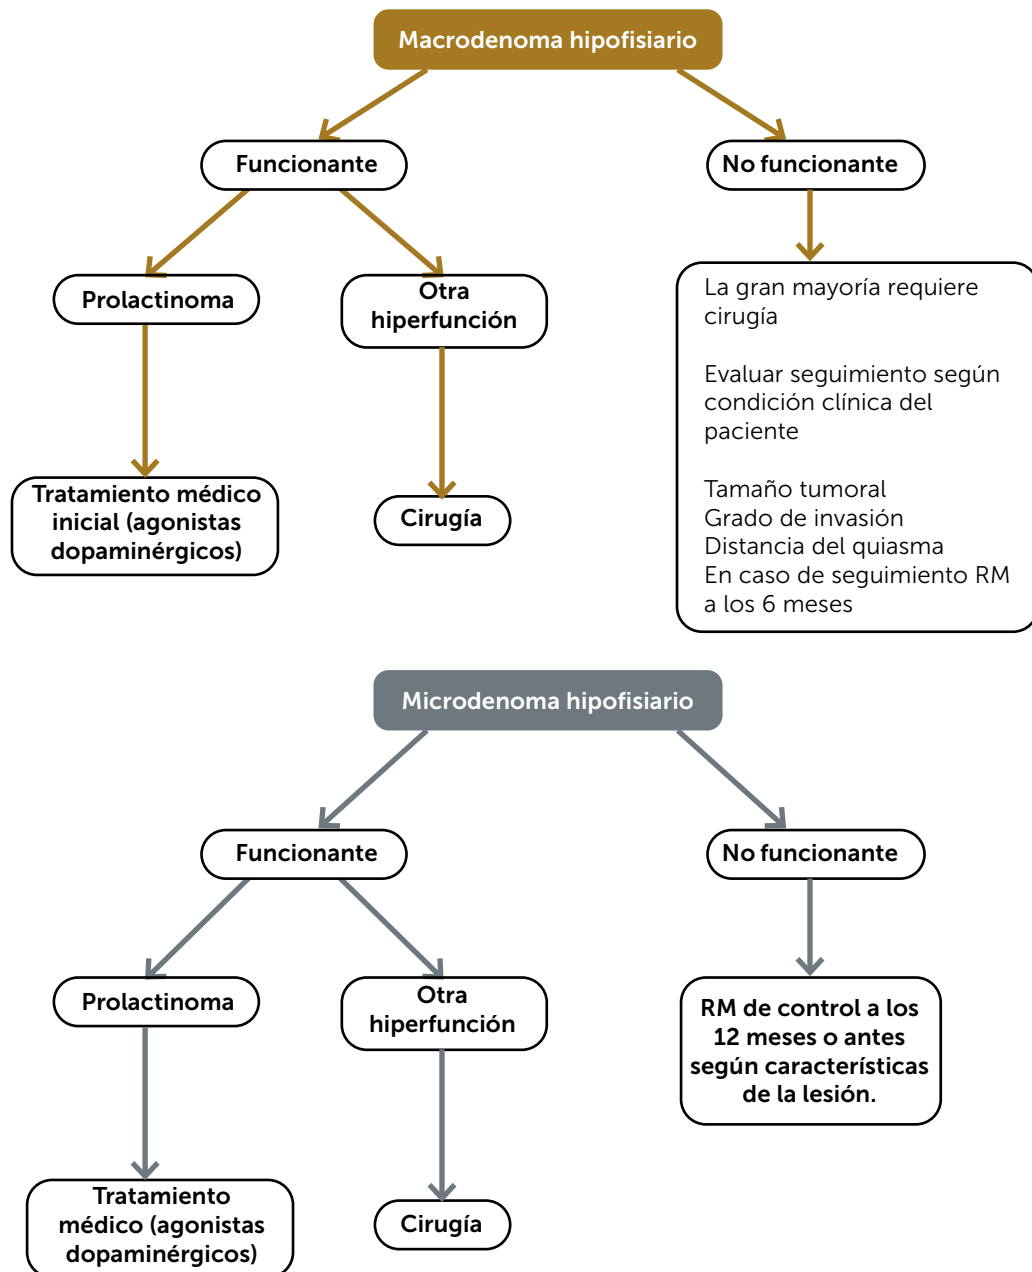 Macrodenoma hipofisiario
Funcionante
No funcionante
Prolactinoma
Otra
hiperfunción
La gran mayoría requiere
cirugía
Evaluar seguimiento según
condición clínica del
paciente
Tamaño tumoral
Grado de invasión
Distancia del quiasma
En caso de seguimiento RM
a los 6 meses
Tratamiento médico
inicial (agonistas
dopaminérgicos)
Cirugía
Microdenoma hipofisiario
Funcionante
No funcionante
Prolactinoma
Otra
hiperfunción
RM de control a los
12 meses o antes
según características
de la lesión.
Tratamiento
médico (agonistas
dopaminérgicos)
Cirugía